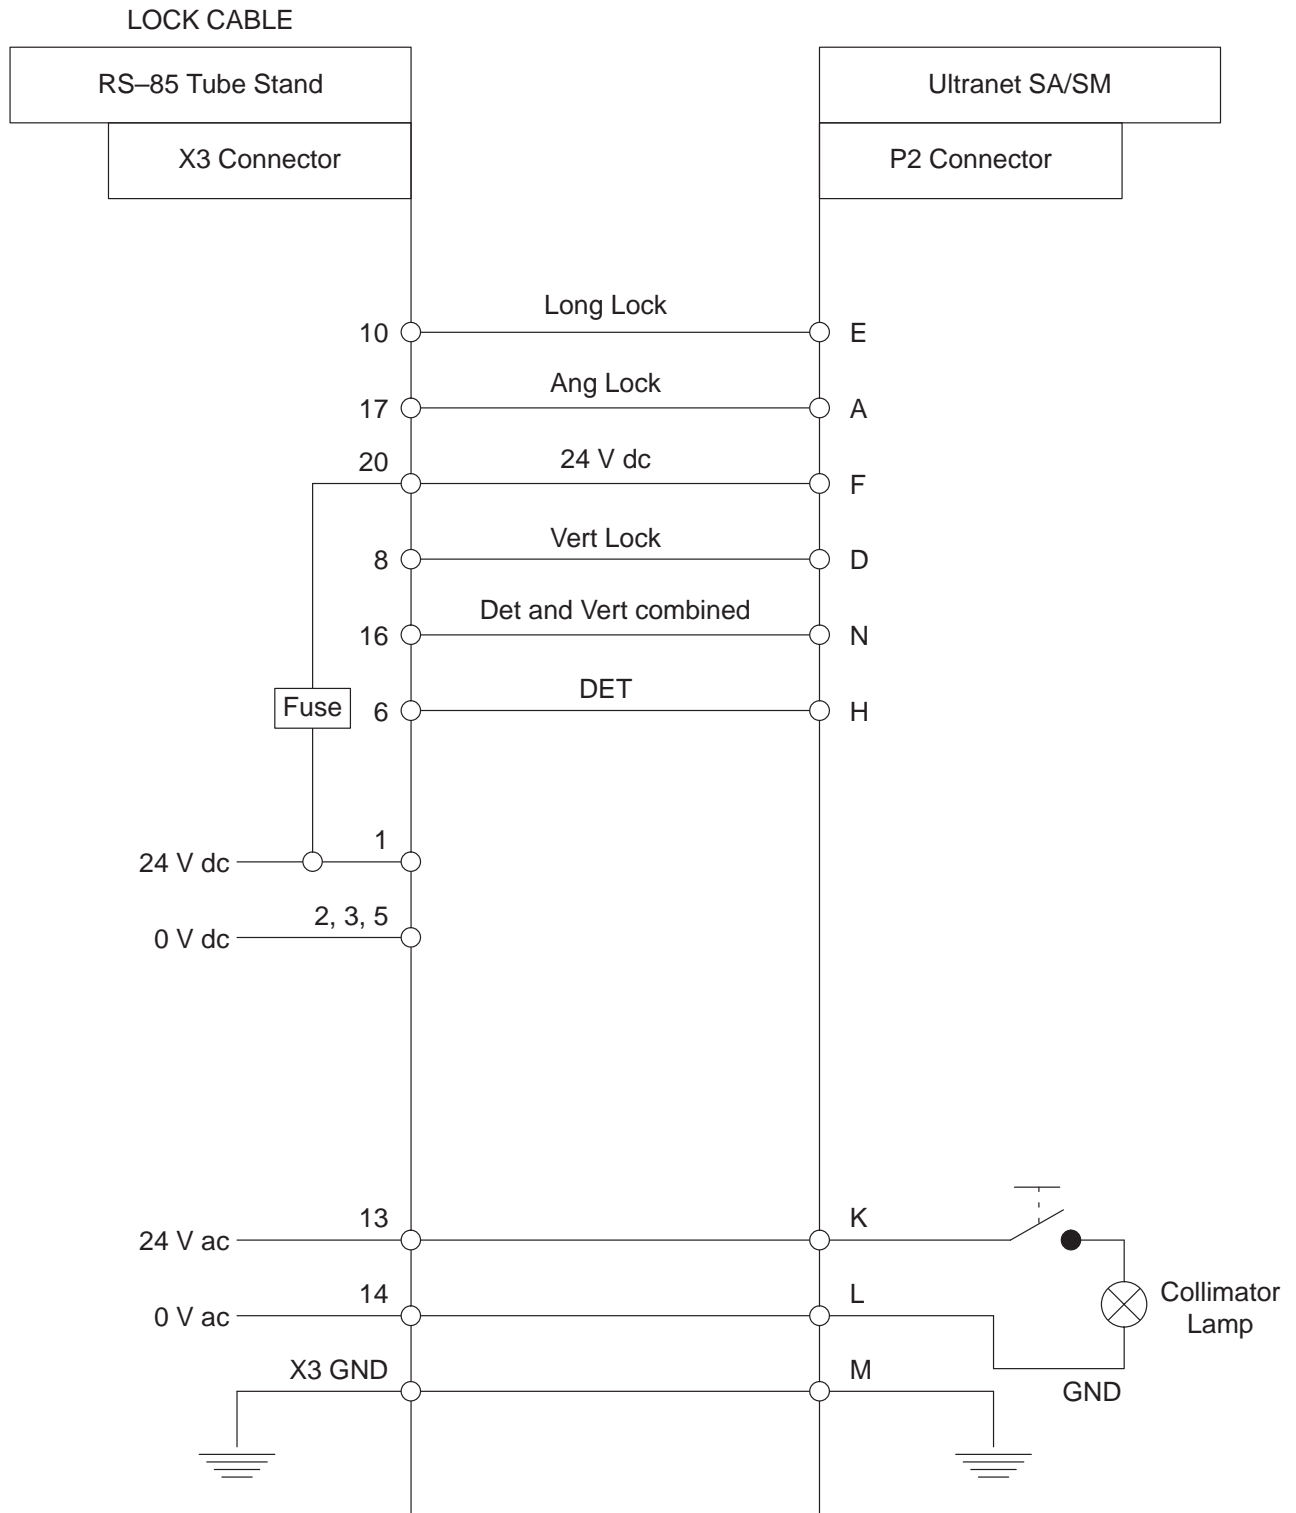 LOCK CABLE
RS–85 Tube Stand
Ultranet SA/SM
X3 Connector
P2 Connector
Long Lock
10
E
Ang Lock
17
A
20
24 V dc
F
Vert Lock
8
D
Det and Vert combined
16
N
DET
Fuse
6
H
1
24 V dc
2, 3, 5
0 V dc
13
K
24 V ac
14
L
Collimator
Lamp
0 V ac
X3 GND
M
GND